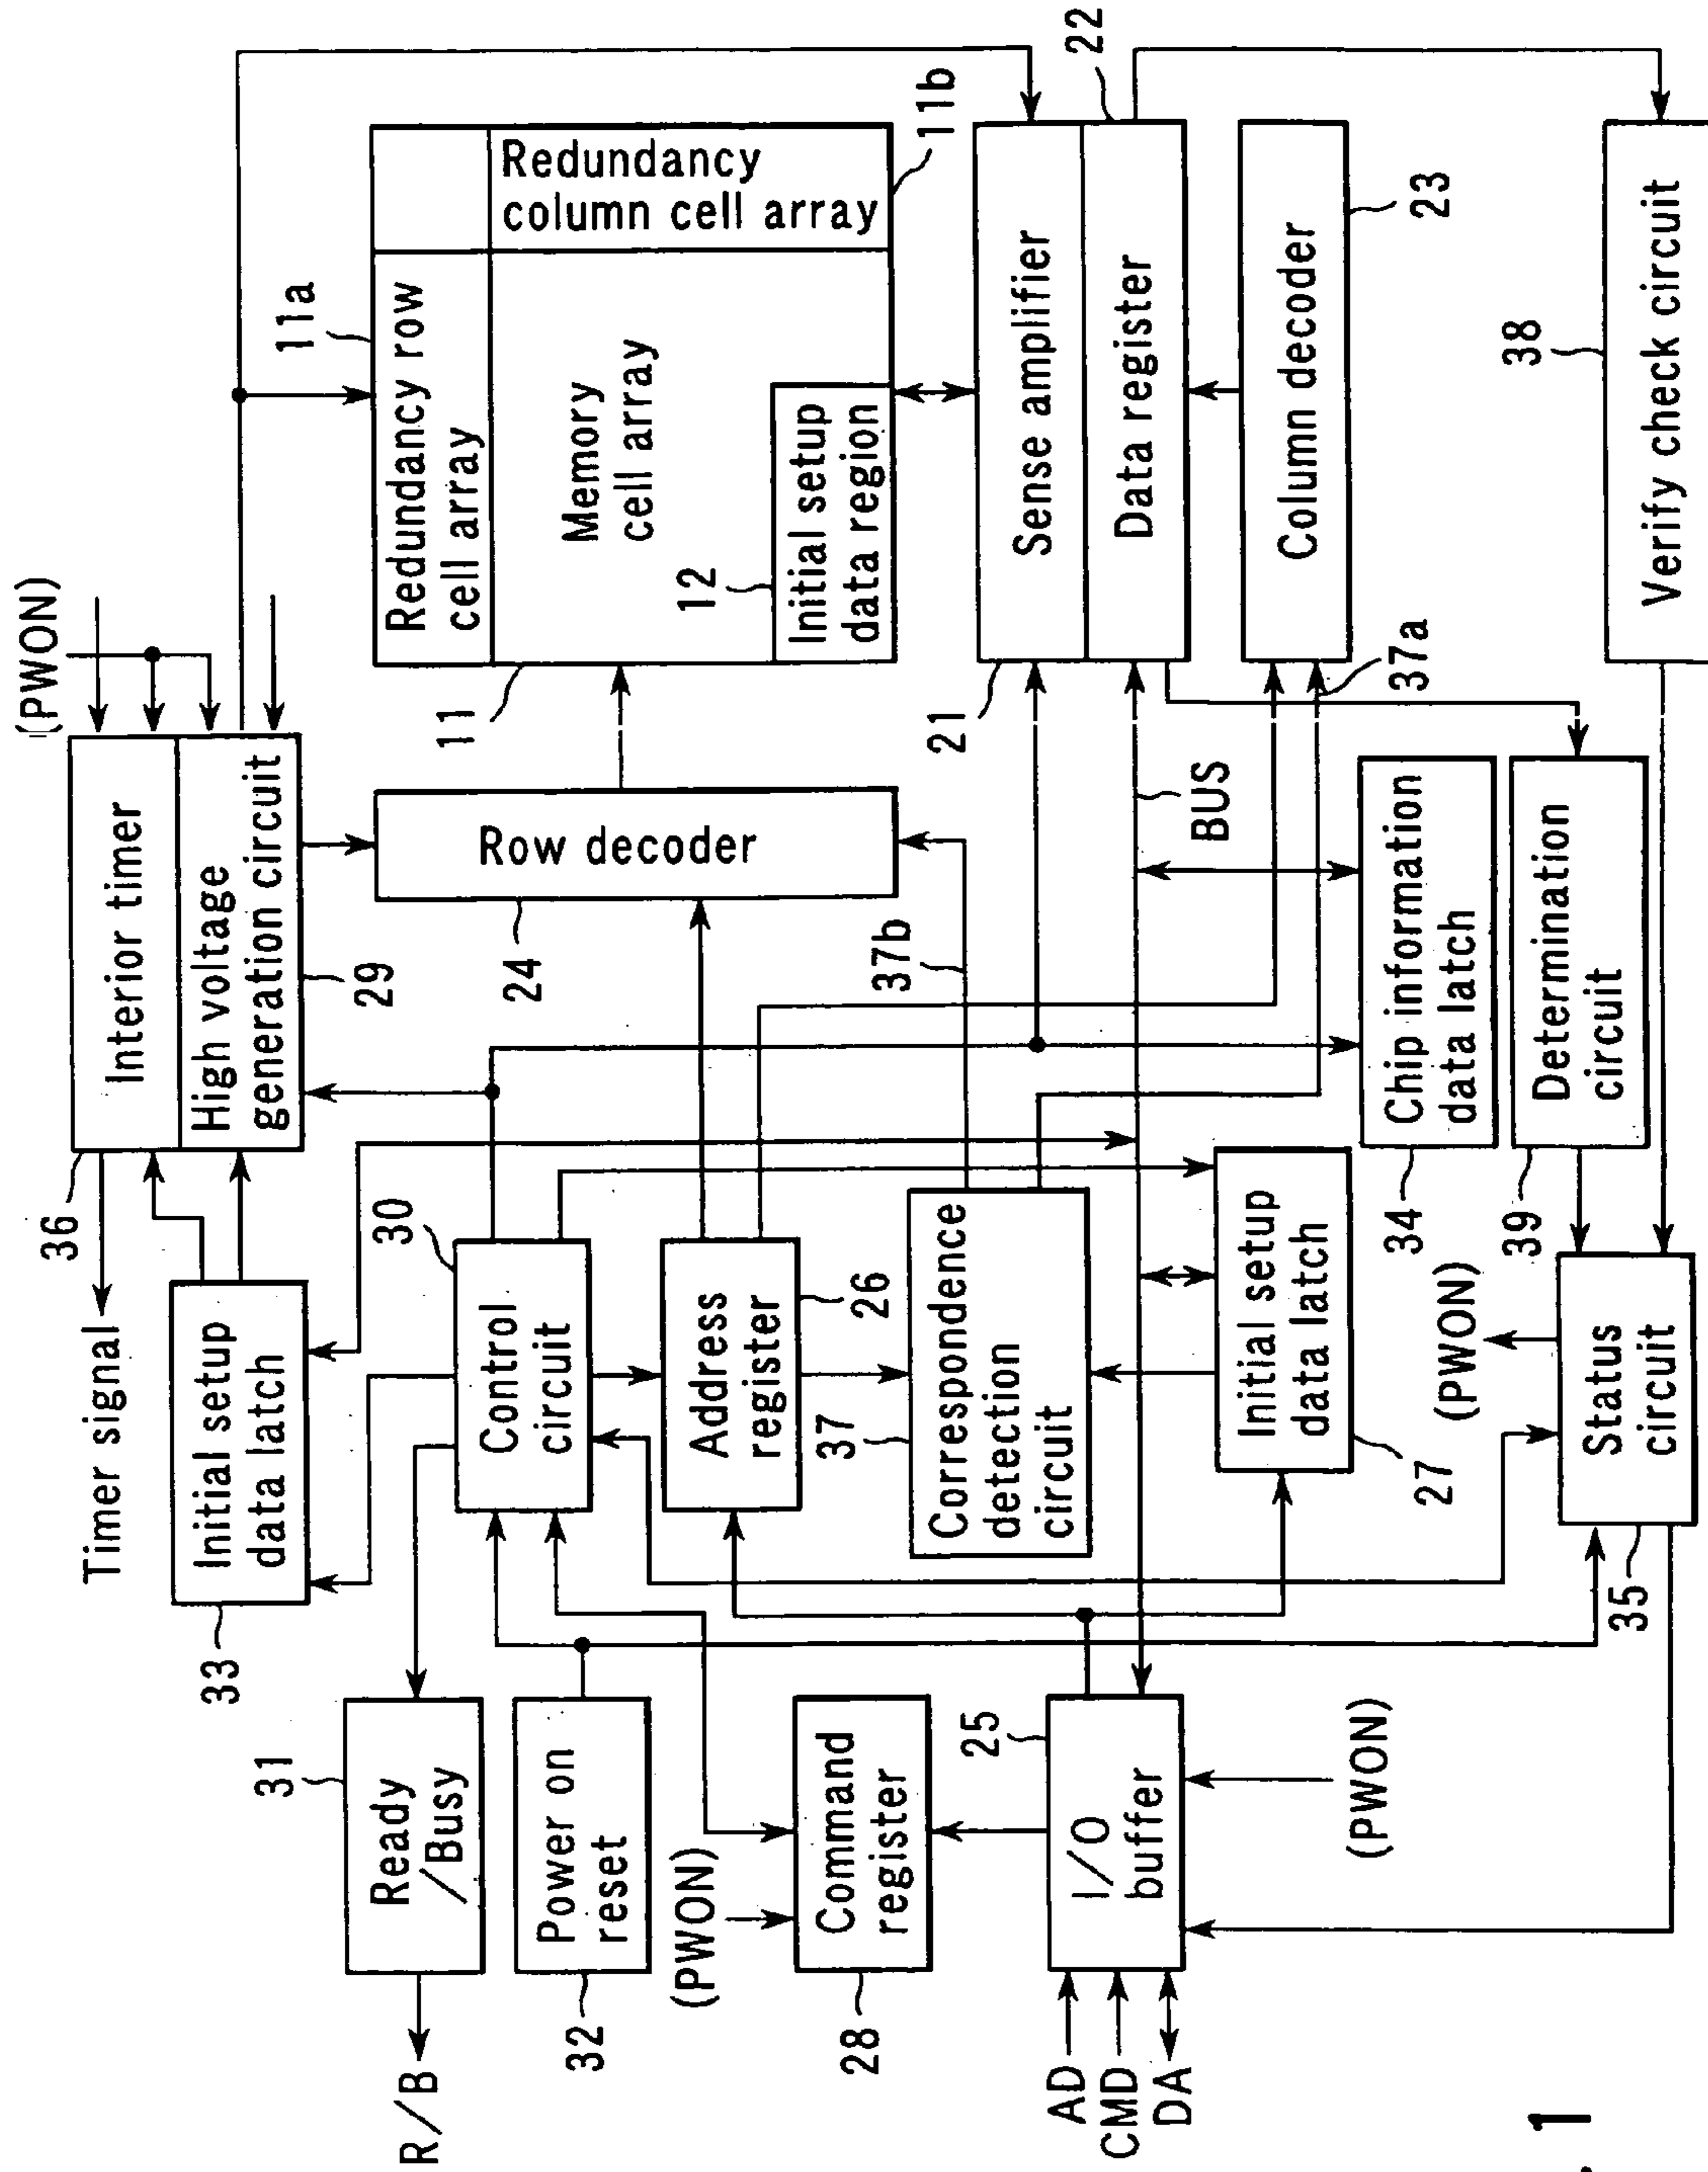 (PWON)
36
Interior timer
High voltage
generation circuit
29
Timer signal
Initial setup
data latch
33
11a
Redundancy row
cell array
Redundancy
column cell array
11b
Memory
cell array
11
12
Initial setup
data region
Row decoder
24
31
Ready
/Busy
R/B
30
Control
circuit
Power on
reset
32
Address
register
26
37b
(PWON)
Command
register
28
37
Correspondence
detection
circuit
21
Sense amplifier
22
Data register
BUS
25
I/O
buffer
AD
CMD
DA
Initial setup
data latch
27
Column decoder
23
37a
(PWON)
Chip information
data latch
34
(PWON)
Determination
circuit
39
38
Verify check circuit
Status
circuit
35
. 1